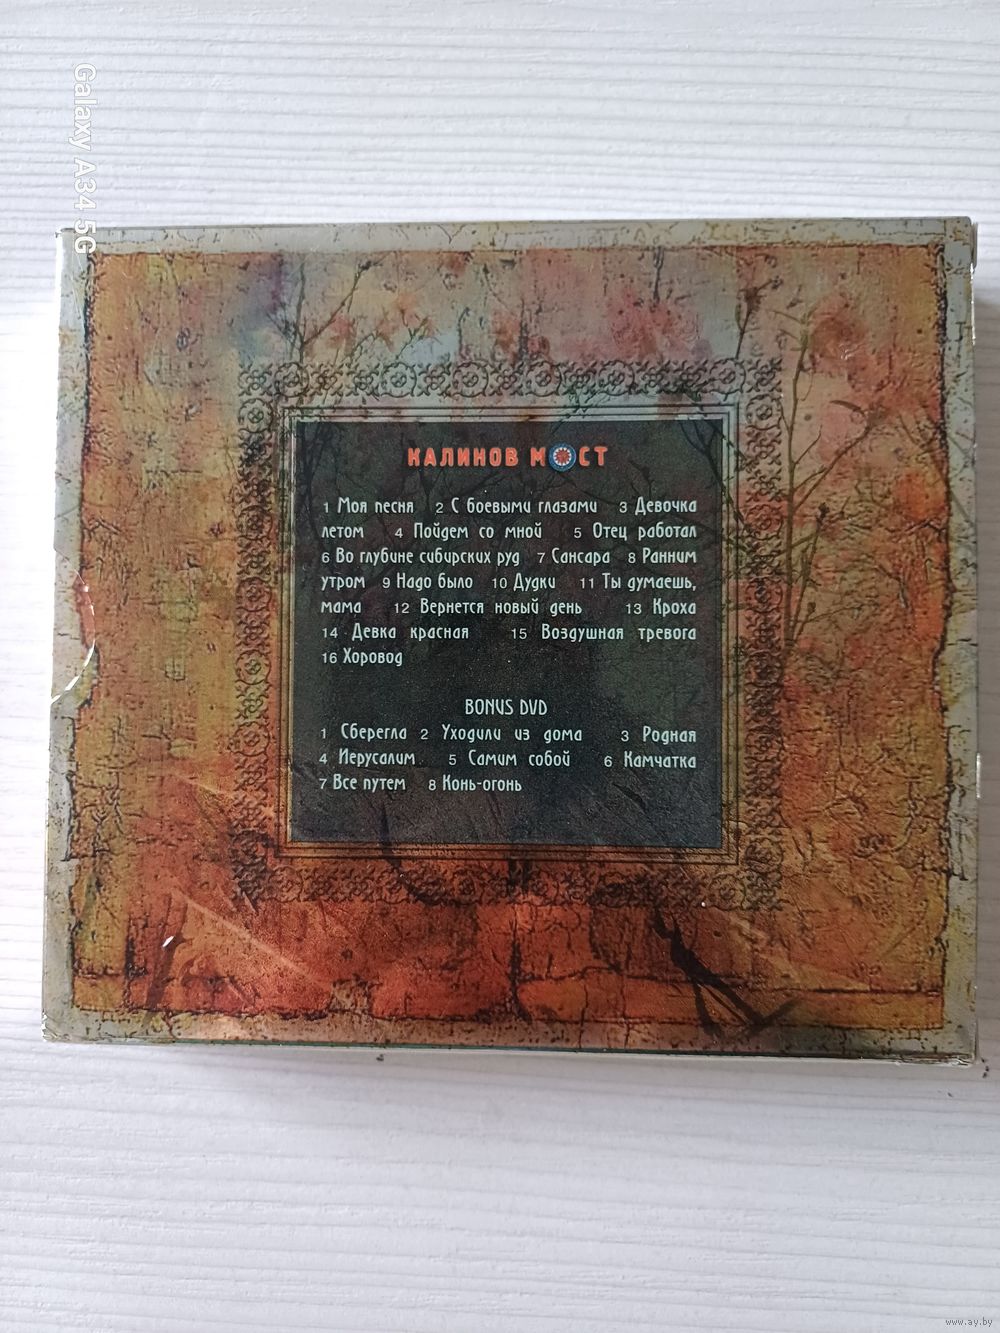 Galaxy A34 5G
КАЛИНОВ МОСТ
1 Моя песня 2 С боевыми глазами 3 Девочка
летом 4 Пойдем со мной 5 Отец работал
6 Во глубине сибирских руд 7 Сансара 8 Ранним
утром 9 Надо было 10 Дудки 11 Ты думаешь,
мама 12 Вернется новый день 13 Кроха
14 Девка красная 15 Воздушная тревога
16 Хоровод
BONUS DVD
1 Сберегла 2 Уходили из дома 3 Родная
4 Иерусалим 5 Самим собой 6 Камчатка
7 Все путем 8 Конь-огонь
www.ay.by